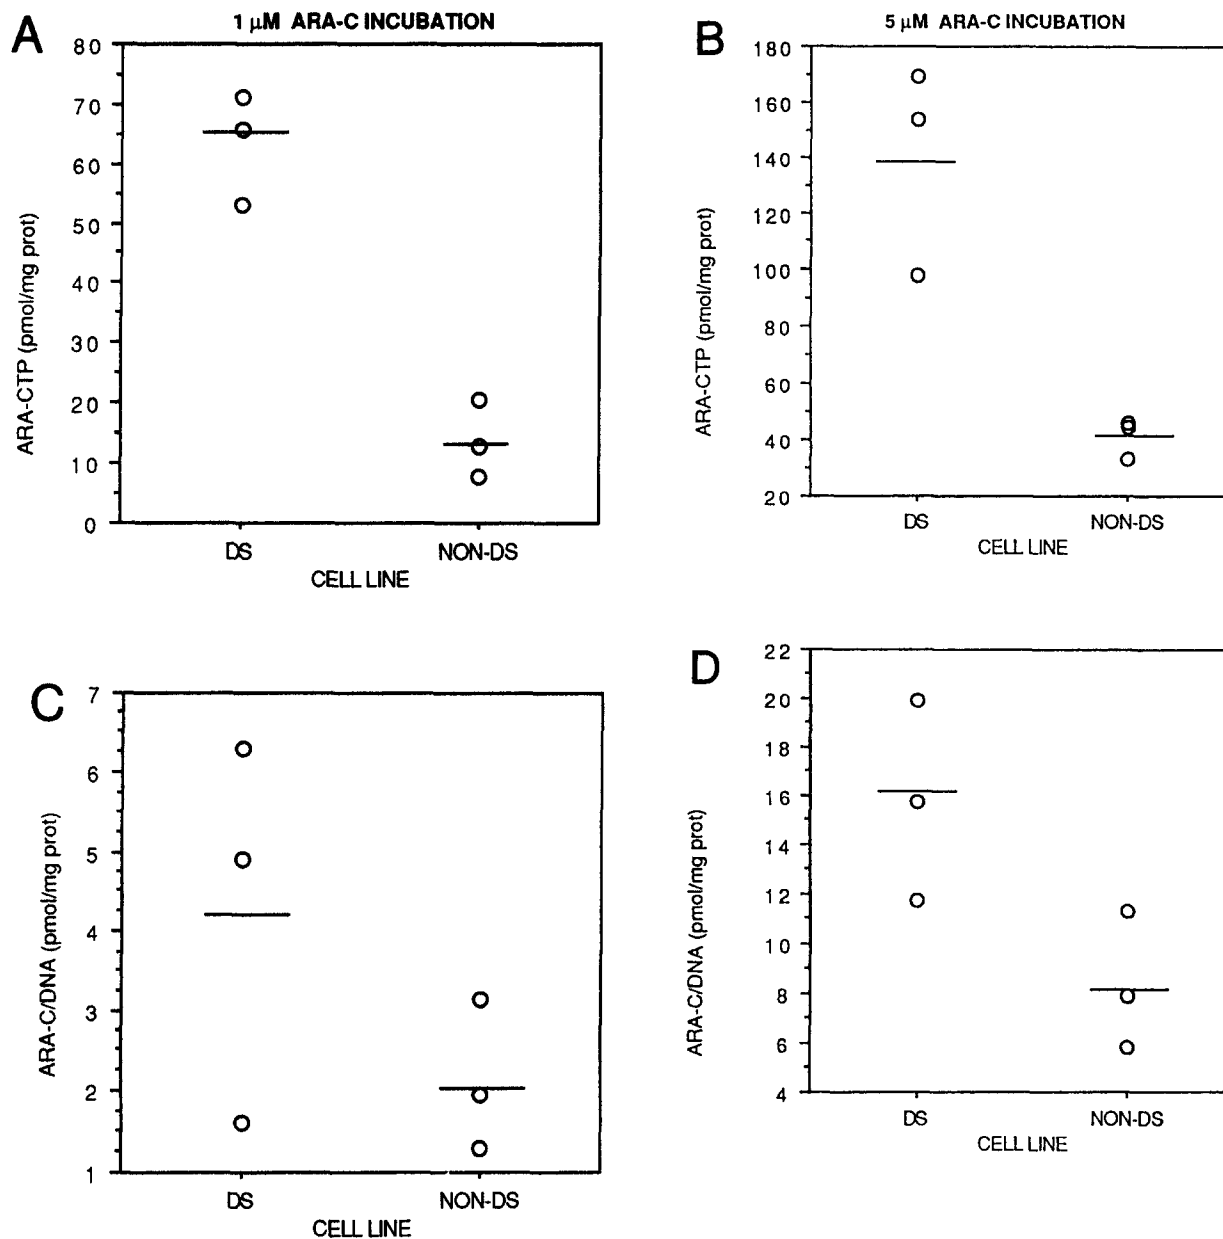 A
1 µM ARA-C INCUBATION
80
70
60
50
40
30
20
10
0
ARA-CTP (pmol/mg prot)
DS
NON-DS
CELL LINE
B
5 µM ARA-C INCUBATION
180
160
140
120
100
80
60
40
20
ARA-CTP (pmol/mg prot)
DS
NON-DS
CELL LINE
C
7
6
5
4
3
2
1
ARA-C/DNA (pmol/mg prot)
DS
NON-DS
CELL LINE
D
22
20
18
16
14
12
10
8
6
4
ARA-C/DNA (pmol/mg prot)
DS
NON-DS
CELL LINE